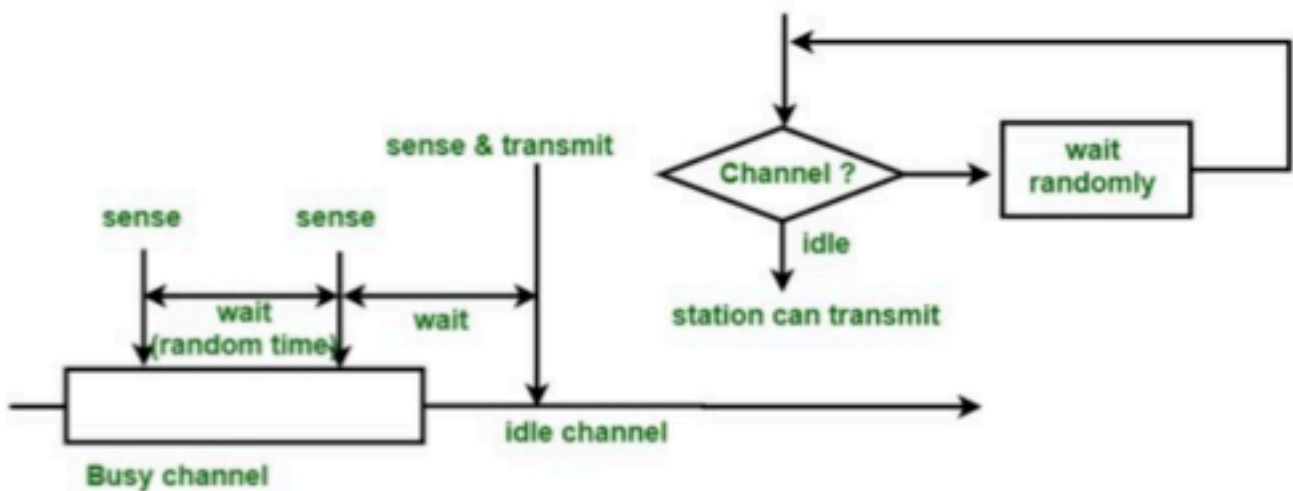 sense & transmit
sense
sense
wait
(random time)
wait
idle channel
Busy channel
Channel ?
wait
randomly
idle
station can transmit